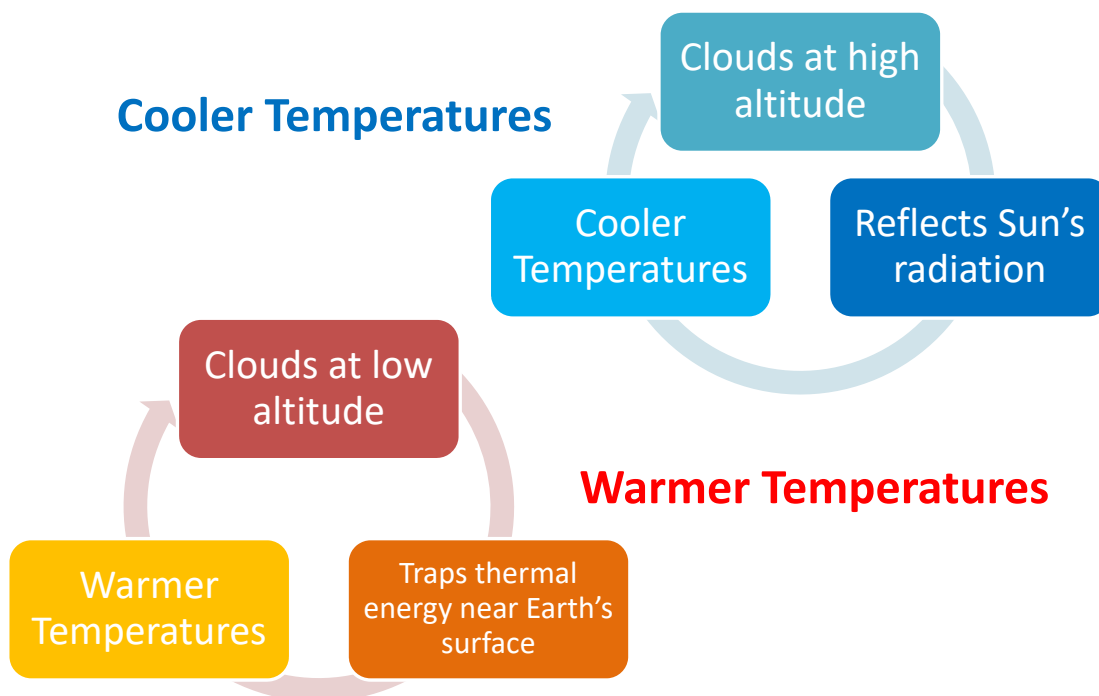 Cooler Temperatures
Clouds at high
altitude
Reflects Sun’s
radiation
Cooler
Temperatures
Clouds at low
altitude
Warmer Temperatures
Traps thermal
energy near Earth’s
surface
Warmer
Temperatures